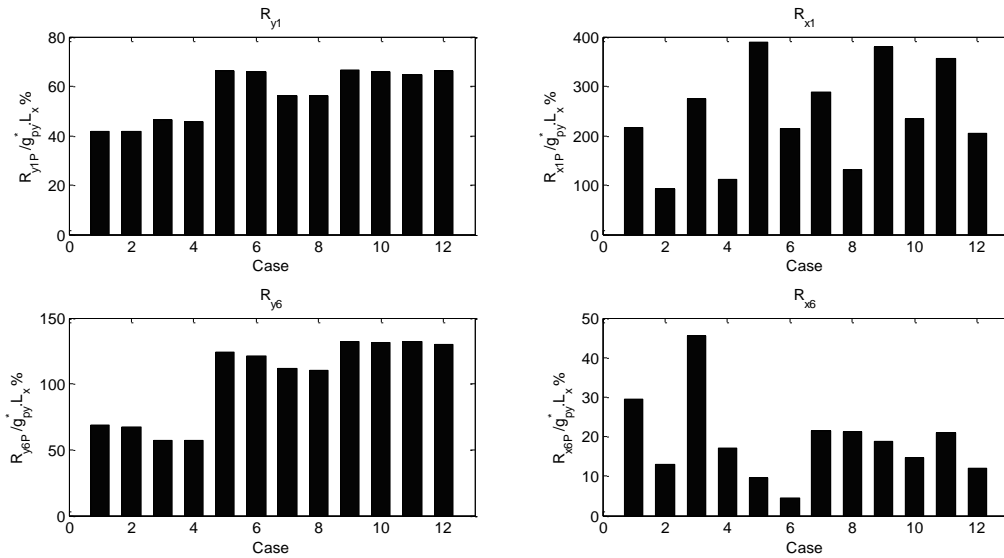 R_y1
80
60
40
20
0
R_y1P /g*_py.L_x %
0 2 4 6 8 10 12
Case
R_x1
400
300
200
100
0
R_x1P /g*_py.L_x %
0 2 4 6 8 10 12
Case
R_y6
150
100
50
0
R_y6P /g*_py.L_x %
0 2 4 6 8 10 12
Case
R_x6
50
40
30
20
10
0
R_x6P /g*_py.L_x %
0 2 4 6 8 10 12
Case